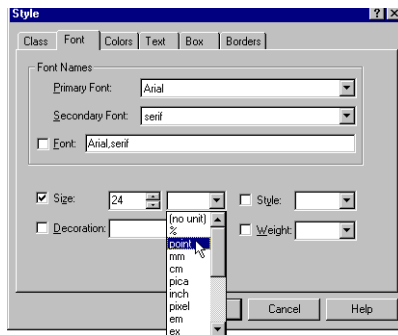 Style
Class Font Colors Text Box Borders
Font Names
Primary Font: Arial
Secondary Font: serif
Font: Arial,serif
Size: 24 Style:
(no unit)
Decoration: % Weight:
point
mm
cm
pica
inch
pixel
em
ex
Cancel Help